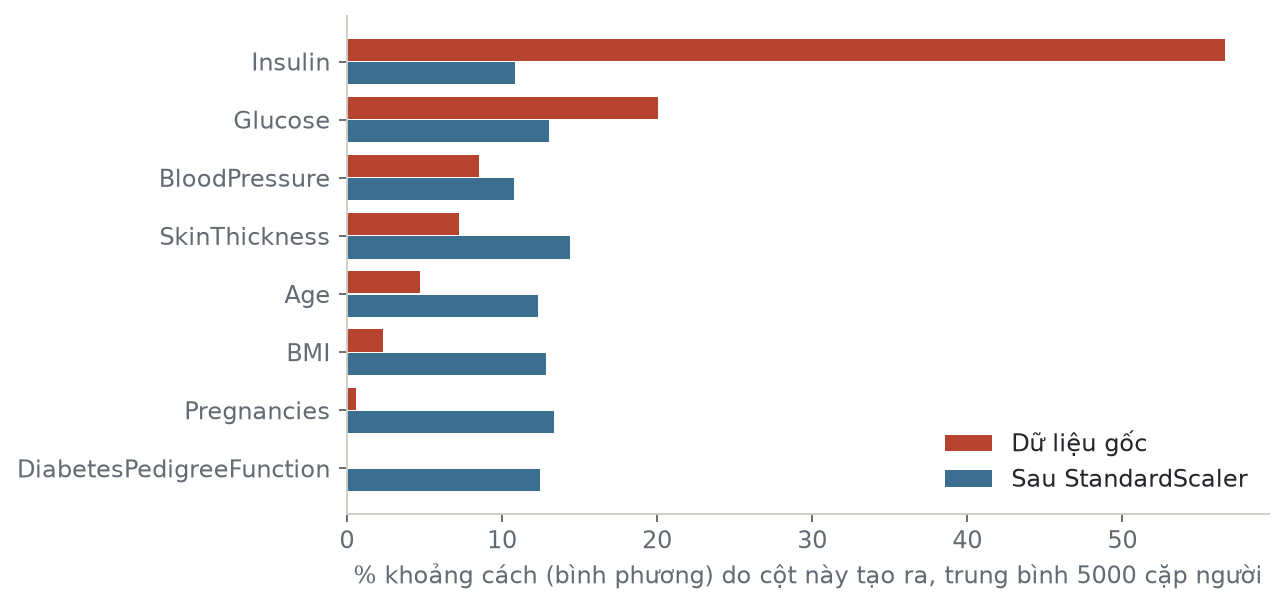 Insulin
Glucose
BloodPressure
SkinThickness
Age
BMI
Pregnancies
DiabetesPedigreeFunction
Dữ liệu gốc
Sau StandardScaler
0 10 20 30 40 50
% khoảng cách (bình phương) do cột này tạo ra, trung bình 5000 cặp người